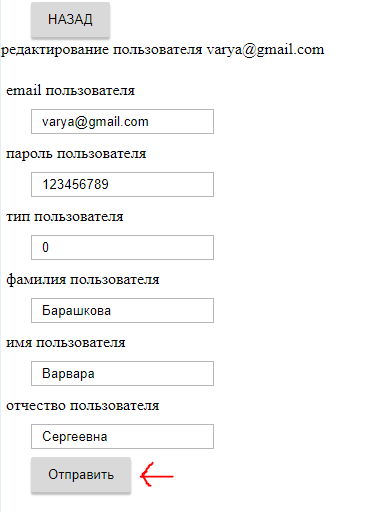 НАЗАД
редактирование пользователя varya@gmail.com
email пользователя
varya@gmail.com
пароль пользователя
123456789
тип пользователя
0
фамилия пользователя
Барашкова
имя пользователя
Варвара
отчество пользователя
Сергеевна
Отправить